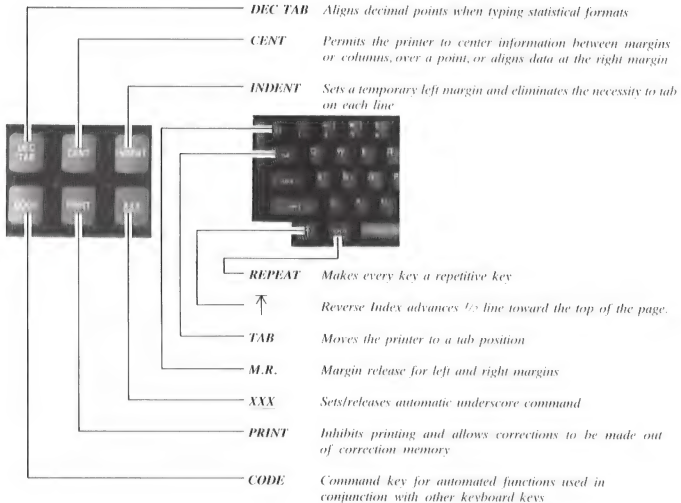 DEC TAB Aligns decimal points when typing statistical formats
CENT Permits the printer to center information between margins
or columns, over a point, or aligns data at the right margin
INDENT Sets a temporary left margin and eliminates the necessity to tab
on each line
DEC
TAB
CENT
INDENT
CODE
PRINT
XXX
REPEAT Makes every key a repetitive key
Reverse Index advances 1/2 line toward the top of the page.
TAB Moves the printer to a tab position
M.R. Margin release for left and right margins
XXX Sets/releases automatic underscore command
PRINT Inhibits printing and allows corrections to be made out
of correction memory
CODE Command key for automated functions used in
conjunction with other keyboard keys